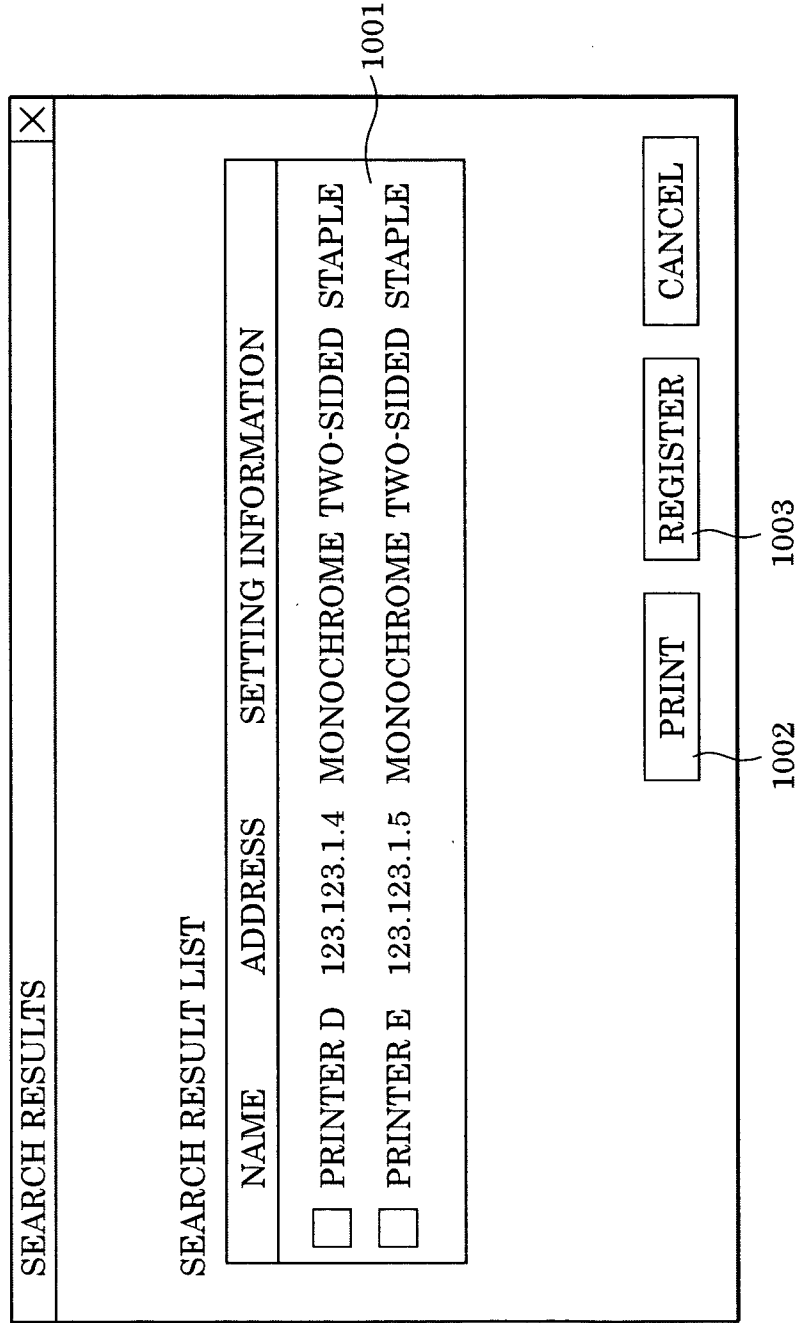 SEARCH RESULTS
SEARCH RESULT LIST
NAME ADDRESS SETTING INFORMATION
PRINTER D 123.123.1.4 MONOCHROME TWO-SIDED STAPLE
PRINTER E 123.123.1.5 MONOCHROME TWO-SIDED STAPLE
1001
PRINT REGISTER CANCEL
1002 1003